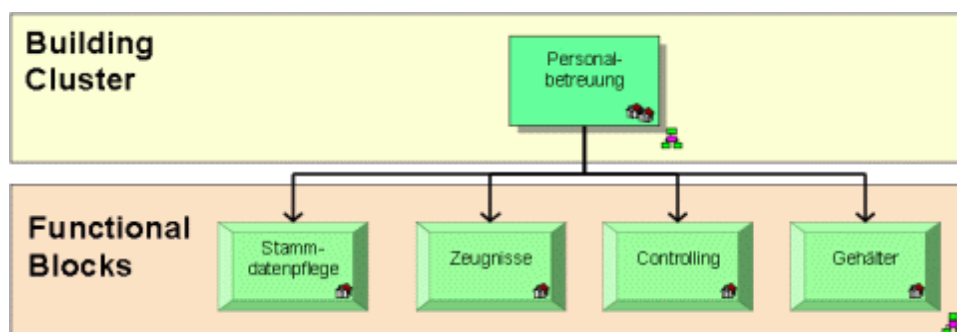 Building
Cluster
Personal-
betreuung
Functional
Blocks
Stamm-
datenpflege
Zeugnisse
Controlling
Gehälter